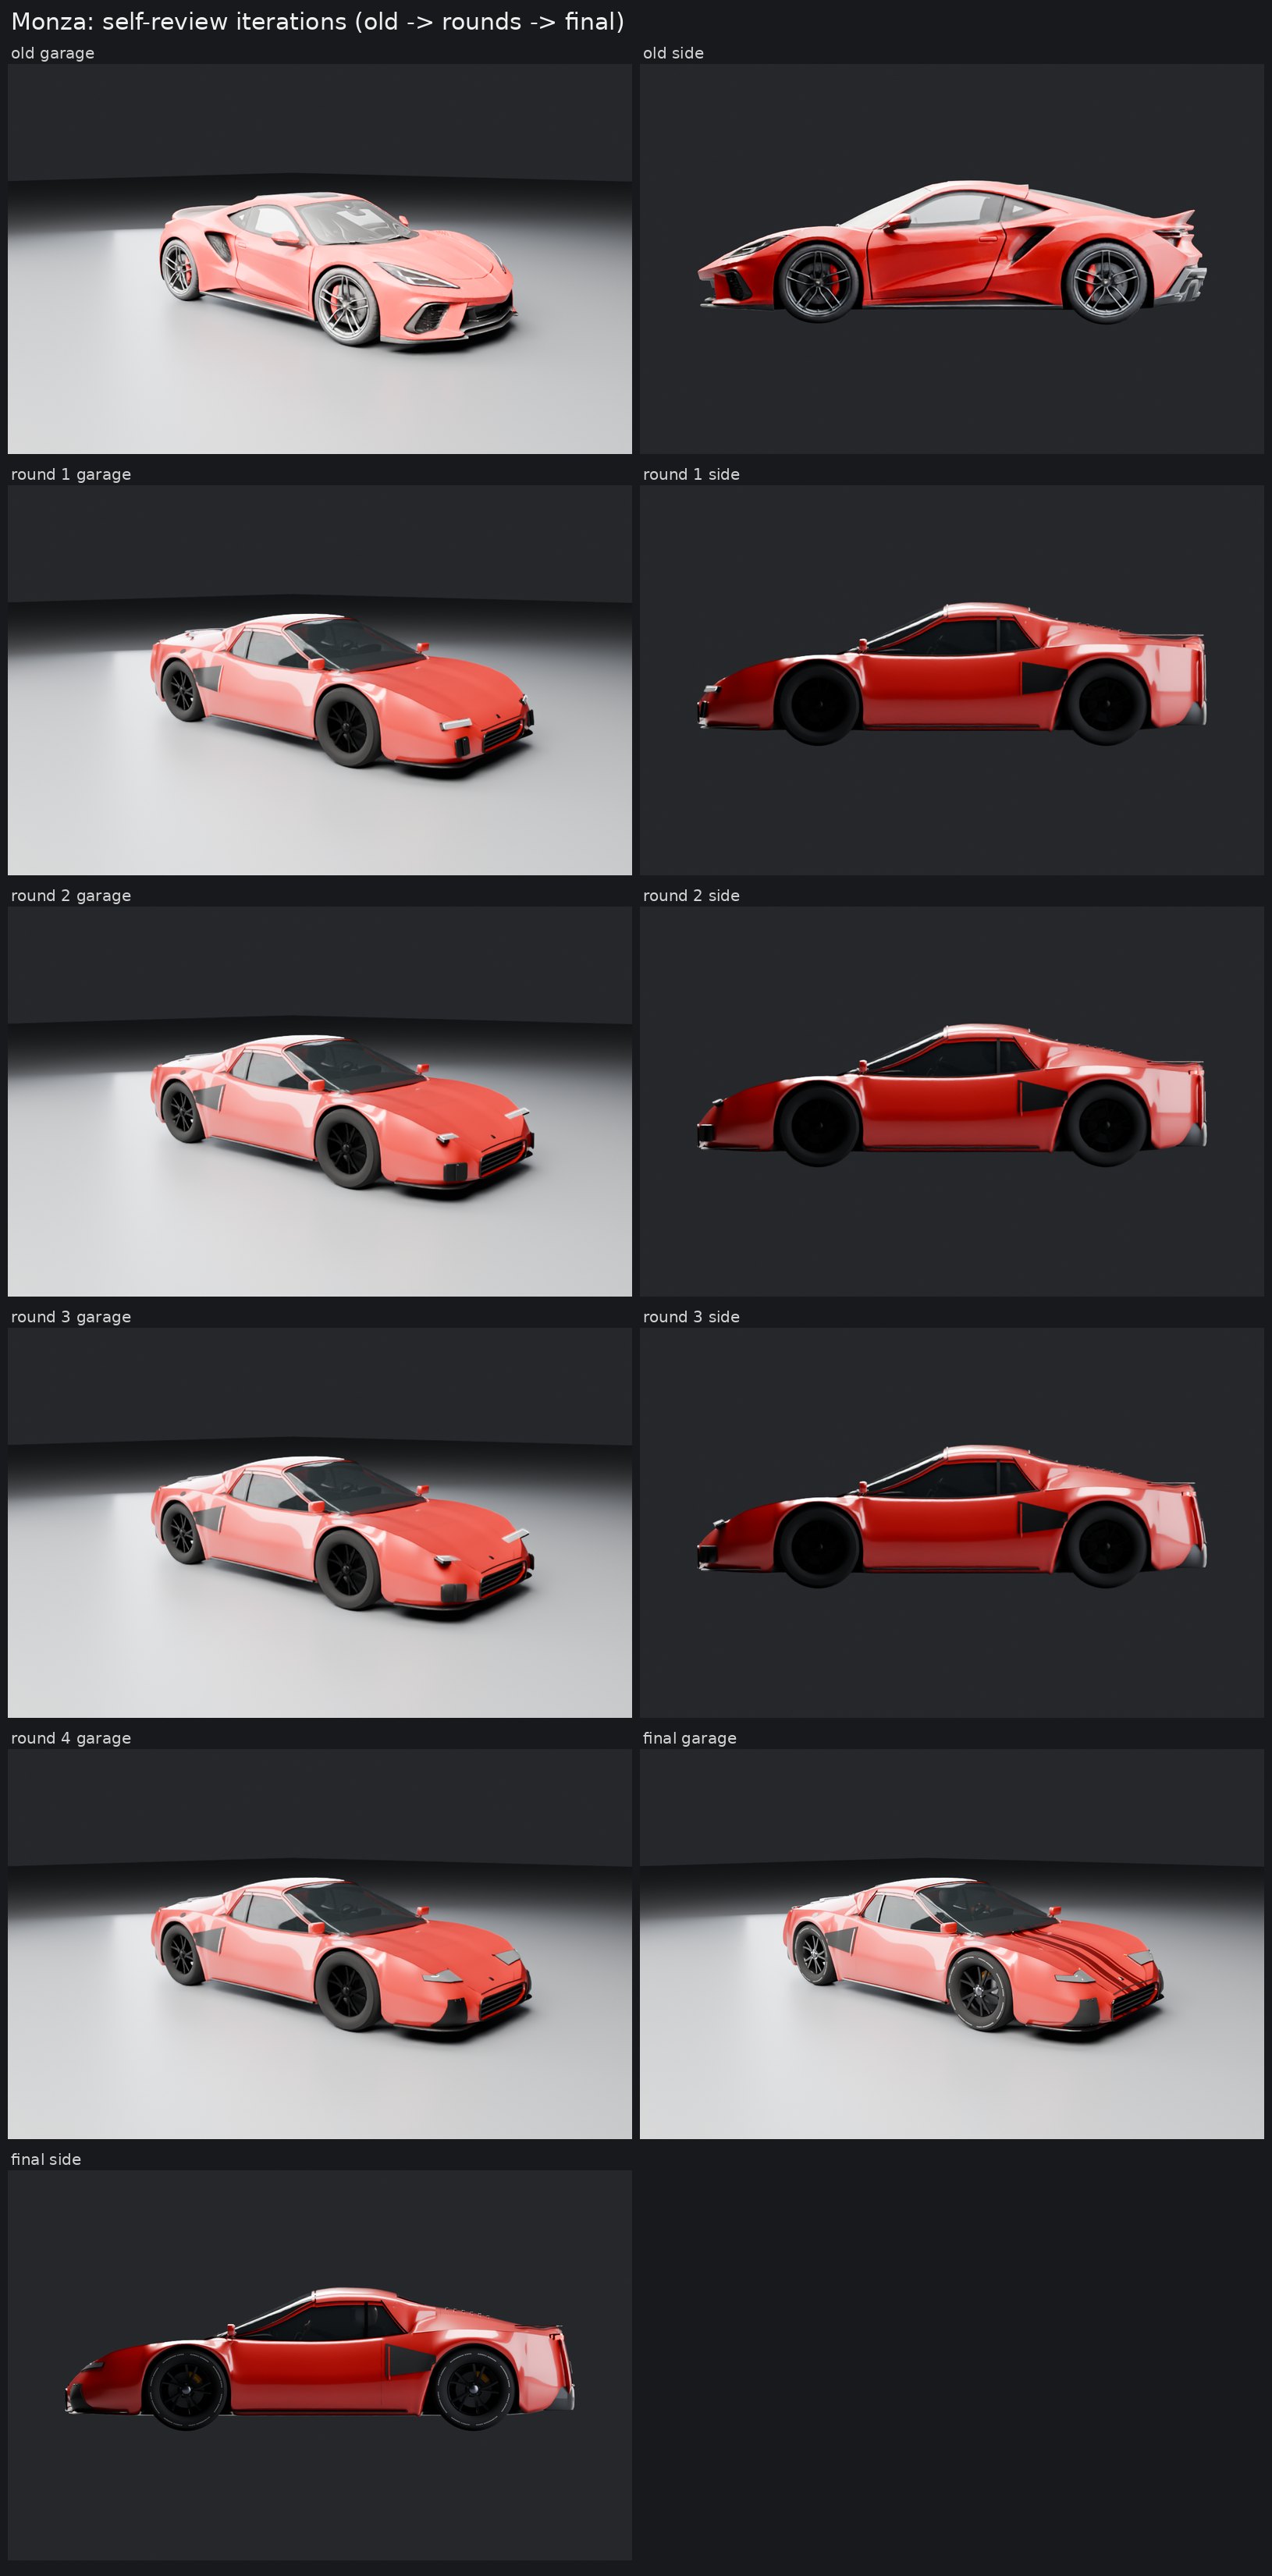 Monza: self-review iterations (old -> rounds -> final)
old garage
old side
round 1 garage
round 1 side
round 2 garage
round 2 side
round 3 garage
round 3 side
round 4 garage
final garage
final side